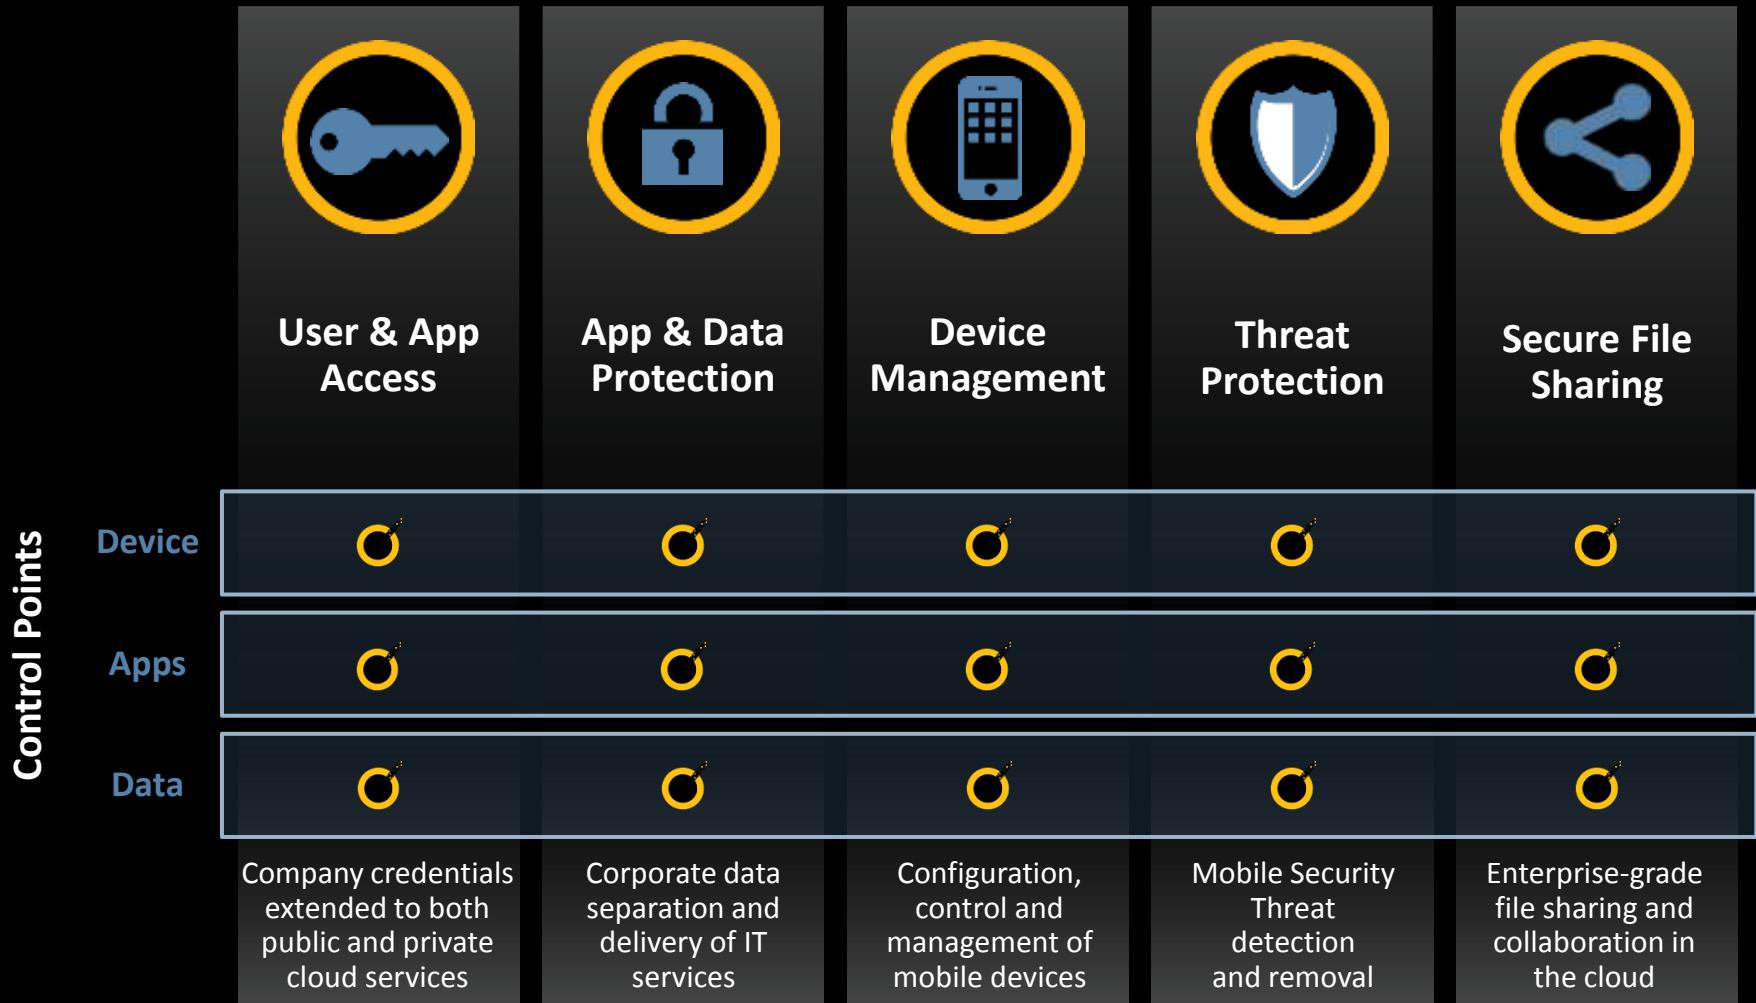 User & App
Access
App & Data
Protection
Device
Management
Threat
Protection
Secure File
Sharing
Control Points
Device
Apps
Data
Company credentials
extended to both
public and private
cloud services
Corporate data
separation and
delivery of IT
services
Configuration,
control and
management of
mobile devices
Mobile Security
Threat
detection
and removal
Enterprise-grade
file sharing and
collaboration in
the cloud